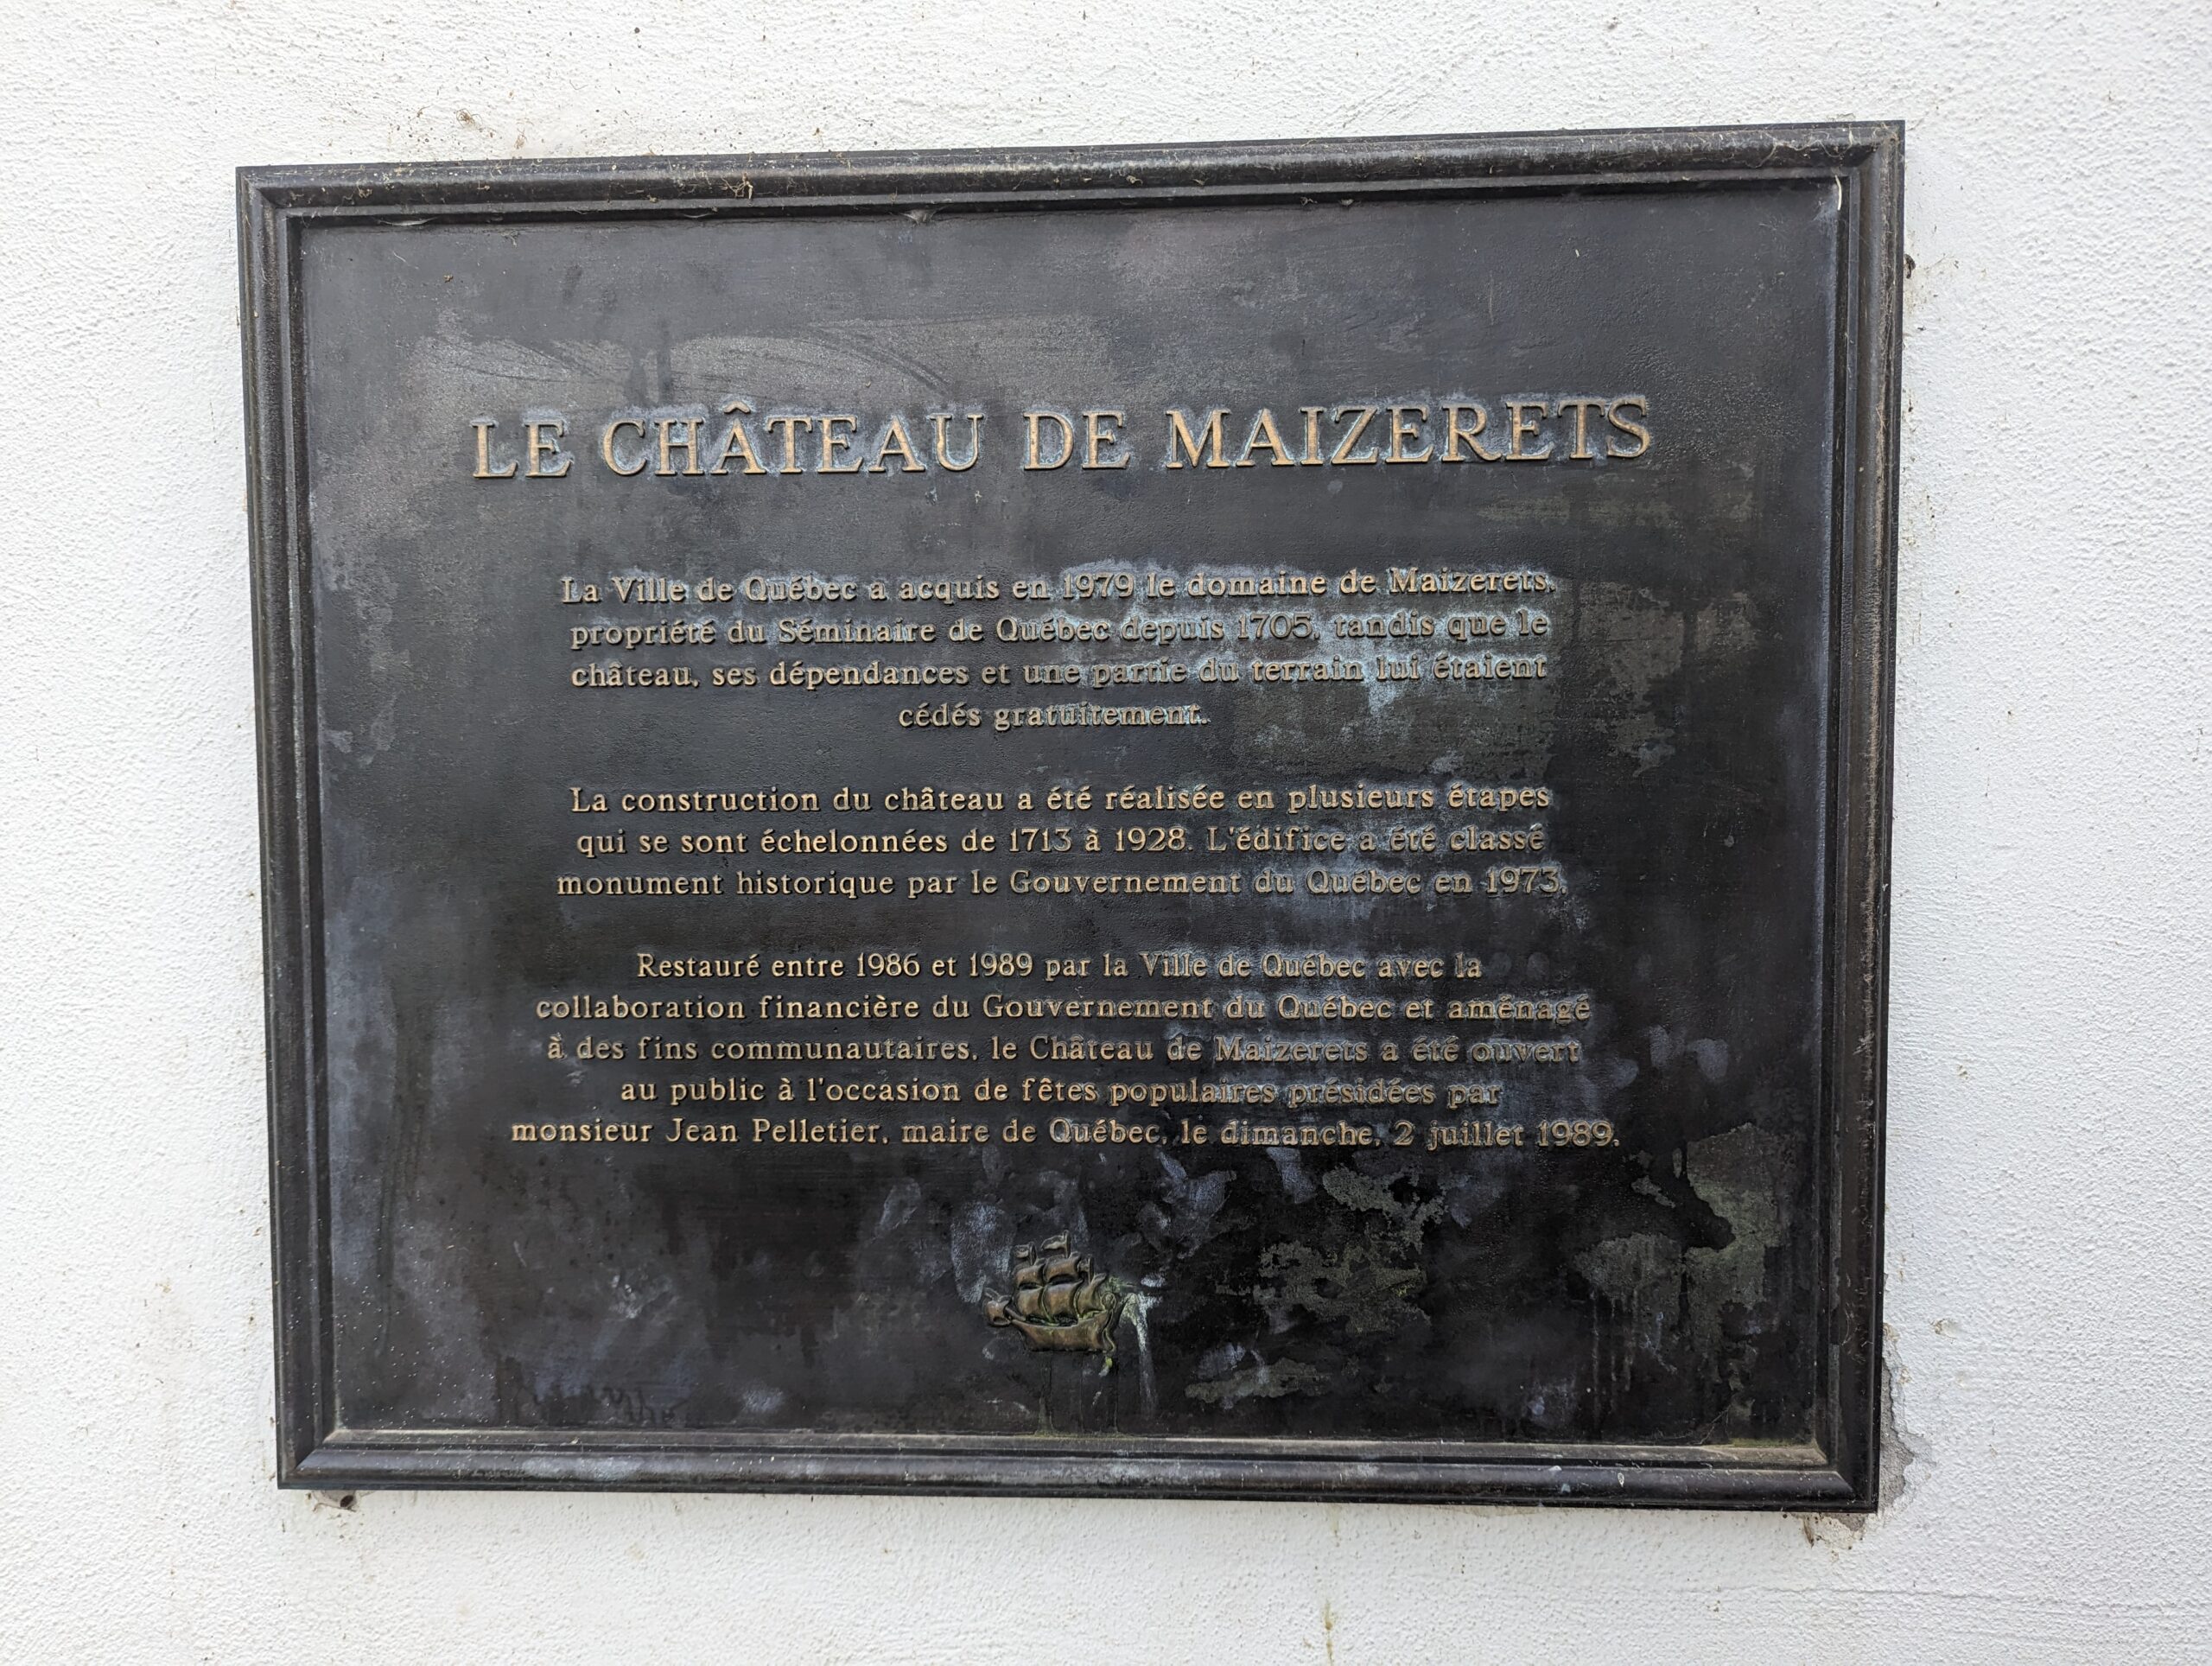 LE CHÂTEAU DE MAIZERETS
La Ville de Québec a acquis en 1979 le domaine de Maizerets,
propriété du Séminaire de Québec depuis 1705, tandis que le
château, ses dépendances et une partie du terrain lui étaient
cédés gratuitement.
La construction du château a été réalisée en plusieurs étapes
qui se sont échelonnées de 1713 à 1928. L'édifice a été classé
monument historique par le Gouvernement du Québec en 1973.
Restauré entre 1986 et 1989 par la Ville de Québec avec la
collaboration financière du Gouvernement du Québec et aménagé
à des fins communautaires, le Château de Maizerets a été ouvert
au public à l'occasion de fêtes populaires présidées par
monsieur Jean Pelletier, maire de Québec, le dimanche, 2 juillet 1989.